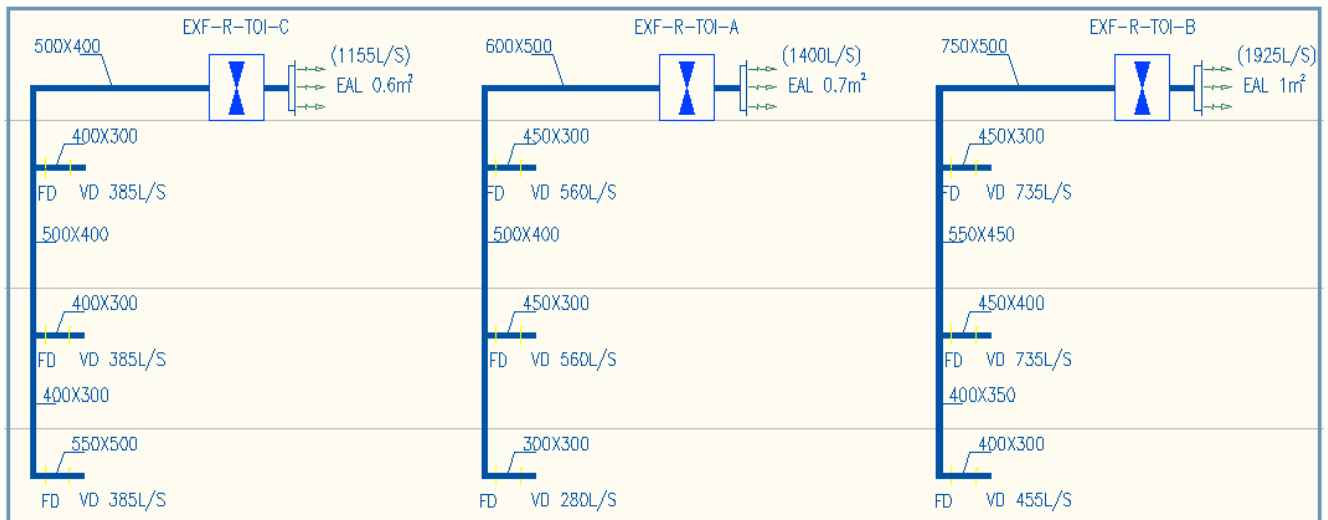 EXF-R-TOI-C
500X400
(1155L/S)
EAL 0.6m²
400X300
FD VD 385L/S
500X400
400X300
FD VD 385L/S
400X300
550X500
FD VD 385L/S
EXF-R-TOI-A
600X500
(1400L/S)
EAL 0.7m²
450X300
FD VD 560L/S
500X400
450X300
FD VD 560L/S
300X300
FD VD 280L/S
EXF-R-TOI-B
750X500
(1925L/S)
EAL 1m²
450X300
FD VD 735L/S
550X450
450X400
FD VD 735L/S
400X350
400X300
FD VD 455L/S